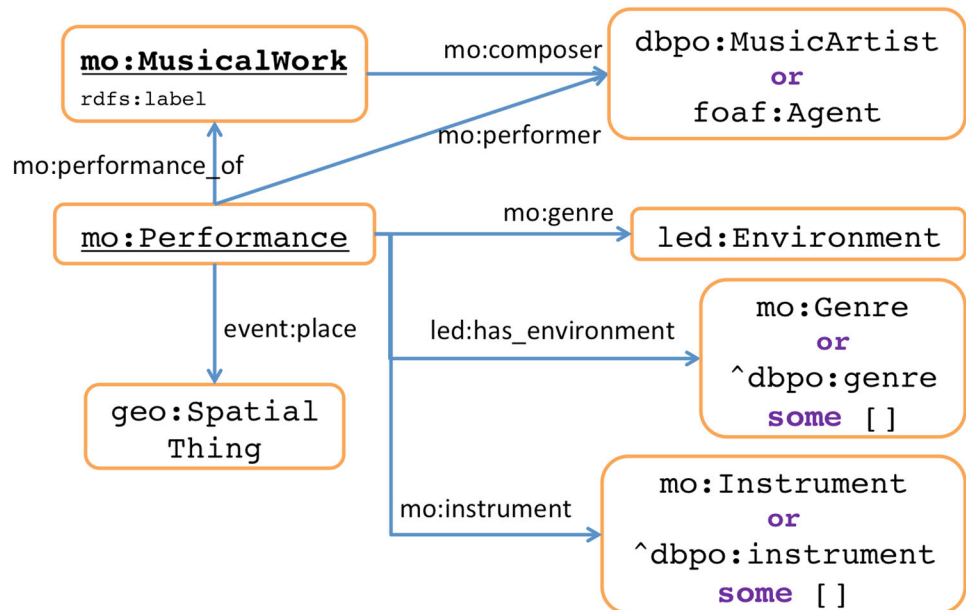 mo:MusicalWork
rdfs:label
mo:composer
dbpo:MusicArtist
or
foaf:Agent
mo:performer
mo:performance_of
mo:Performance
mo:genre
led:Environment
event:place
led:has_environment
mo:Genre
or
^dbpo:genre
some []
geo:Spatial
Thing
mo:instrument
mo:Instrument
or
^dbpo:instrument
some []